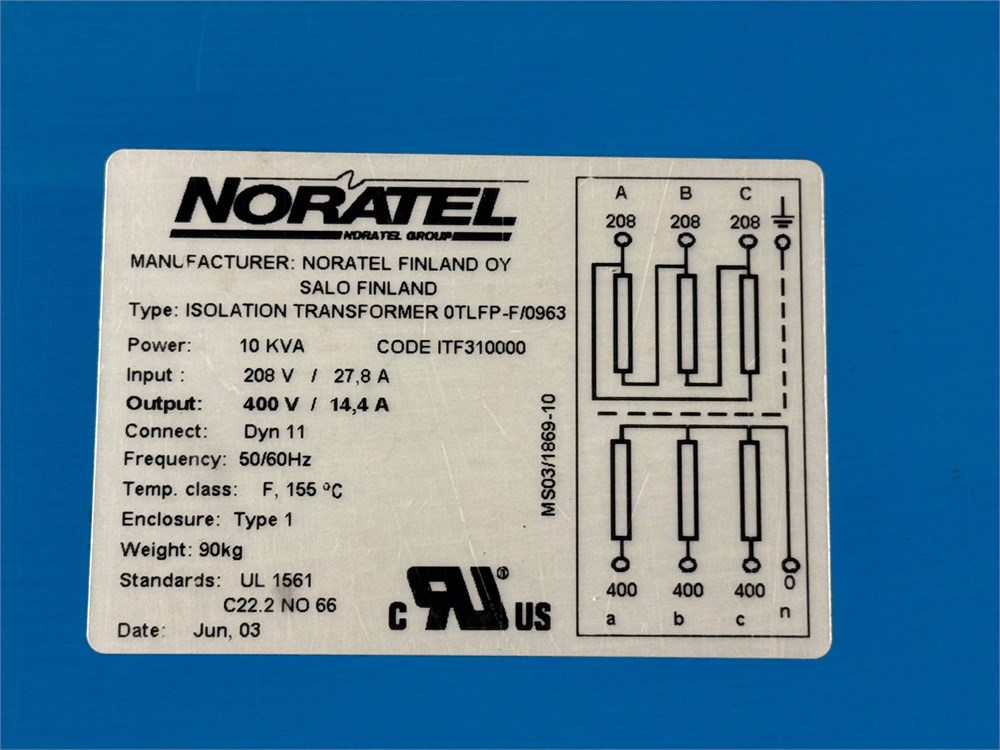 NORATEL
NORATEL GROUP
MANUFACTURER: NORATEL FINLAND OY
SALO FINLAND
Type: ISOLATION TRANSFORMER 0TLFP-F/0963
Power: 10 KVA CODE ITF310000
Input : 208 V / 27,8 A
Output: 400 V / 14,4 A
Connect: Dyn 11
Frequency: 50/60Hz
Temp. class: F, 155 °C
Enclosure: Type 1
Weight: 90kg
Standards: UL 1561
C22.2 NO 66
Date: Jun, 03
C RU ® US
MS03/1869-10
A B C
208 208 208
400 400 400 0
a b c n